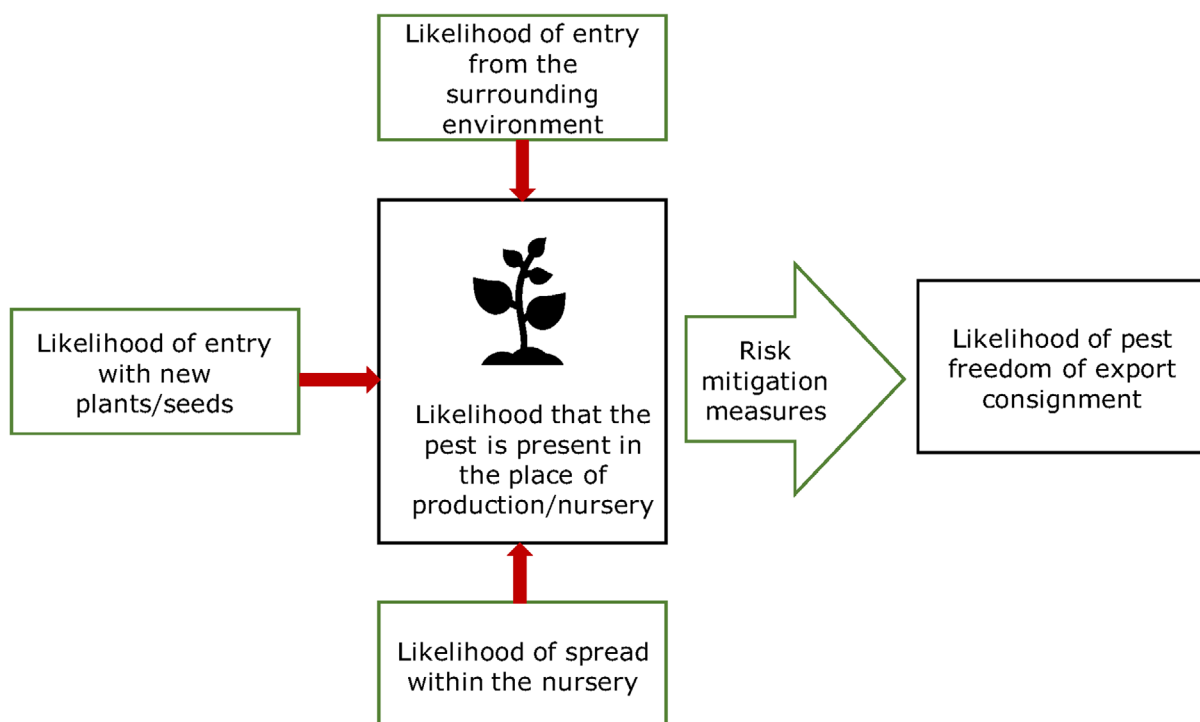 Likelihood of entry
from the
surrounding
environment
Likelihood of entry
with new
plants/seeds
Likelihood that the
pest is present in
the place of
production/nursery
Risk
mitigation
measures
Likelihood of pest
freedom of export
consignment
Likelihood of spread
within the nursery